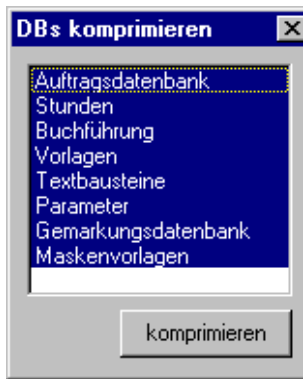 DBs komprimieren
Auftragsdatenbank
Stunden
Buchführung
Vorlagen
Textbausteine
Parameter
Gemarkungsdatenbank
Maskenvorlagen
komprimieren